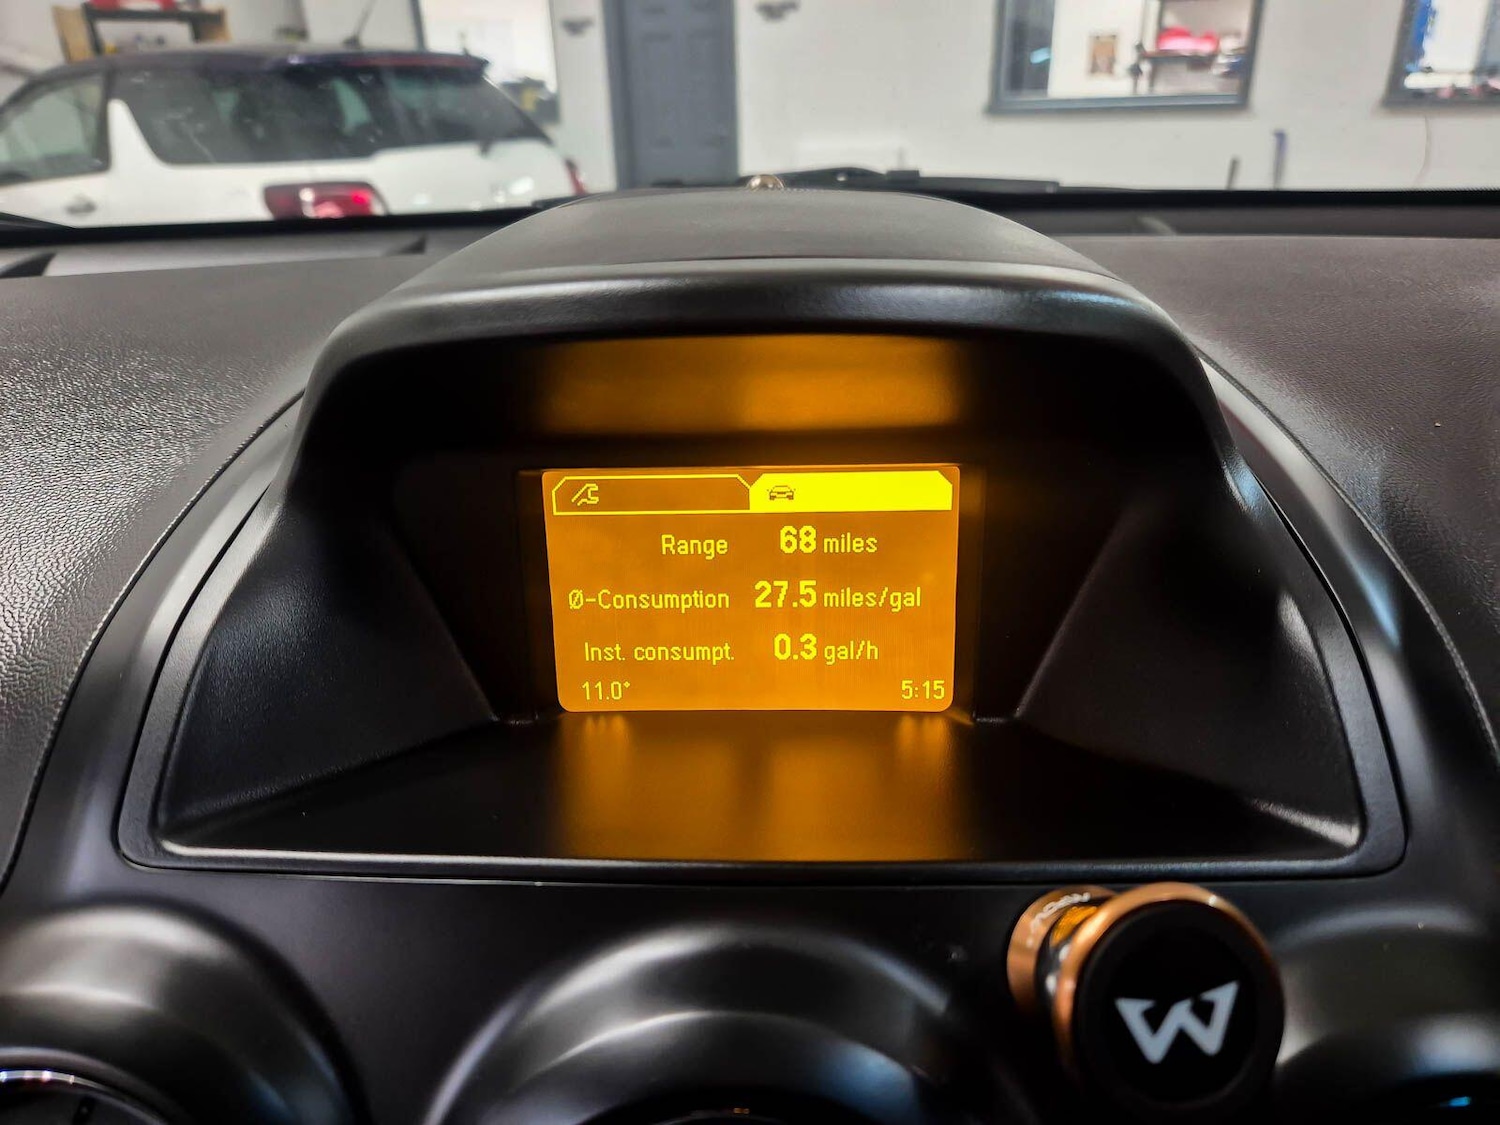 Range 68 miles
Ø-Consumption 27.5 miles/gal
Inst. consumpt. 0.3 gal/h
11.0° 5:15
W